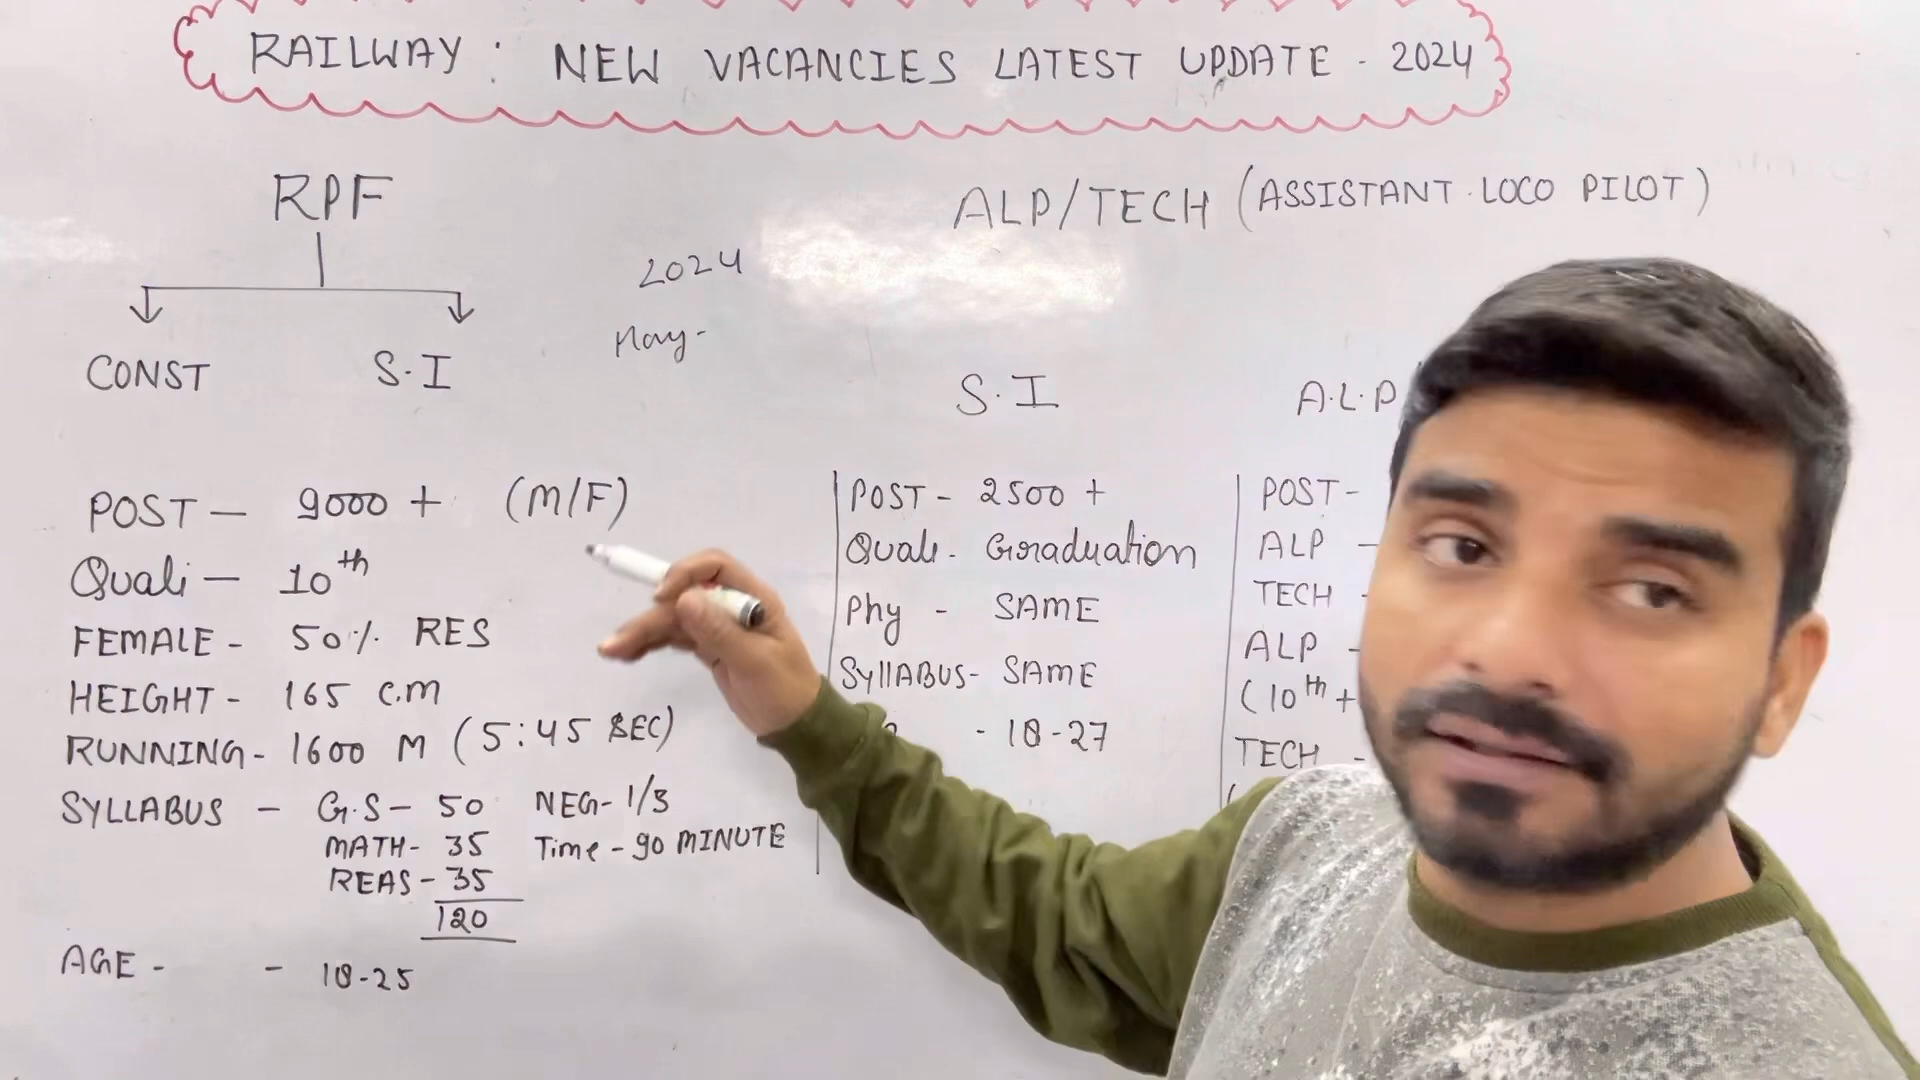 RAILWAY : NEW VACANCIES LATEST UPDATE - 2024
RPF
CONST S.I
2024
May-
POST - 9000 + (M/F)
Quali - 10th
FEMALE - 50% RES
HEIGHT - 165 C.M
RUNNING - 1600 M (5:45 SEC)
SYLLABUS - G.S - 50 NEG - 1/3
MATH - 35 Time - 90 MINUTE
REAS - 35
120
AGE - - 18-25
ALP/TECH (ASSISTANT LOCO PILOT)
S.I
POST - 2500 +
Quali - Graduation
Phy - SAME
SYllABUS - SAME
- 18-27
A.L.P
POST -
ALP -
TECH -
ALP -
(10th +
TECH -
(